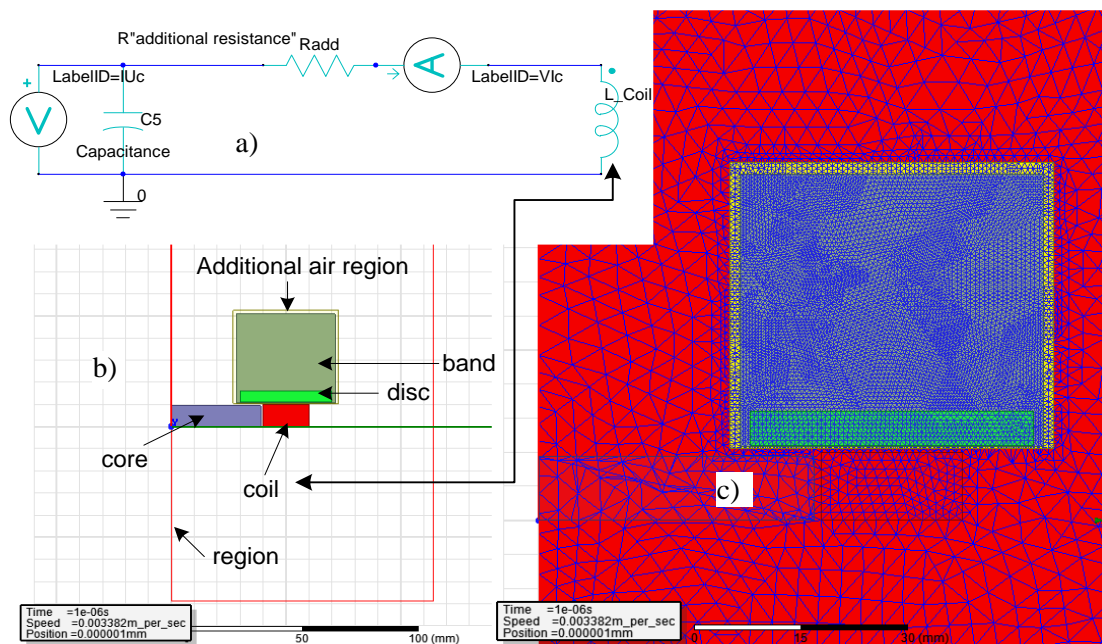 R"additional resistance"
Radd
LabelID=IUc
A
LabelID=VIc
+
V
C5
L_Coil
Capacitance
a)
0
Additional air region
b)
band
disc
core
coil
c)
region
Time =1e-06s
Speed =0.003382m_per_sec
Position =0.000001mm
50
100 (mm)
Time =1e-06s
Speed =0.003382m_per_sec
Position =0.000001mm
0
15
30 (mm)